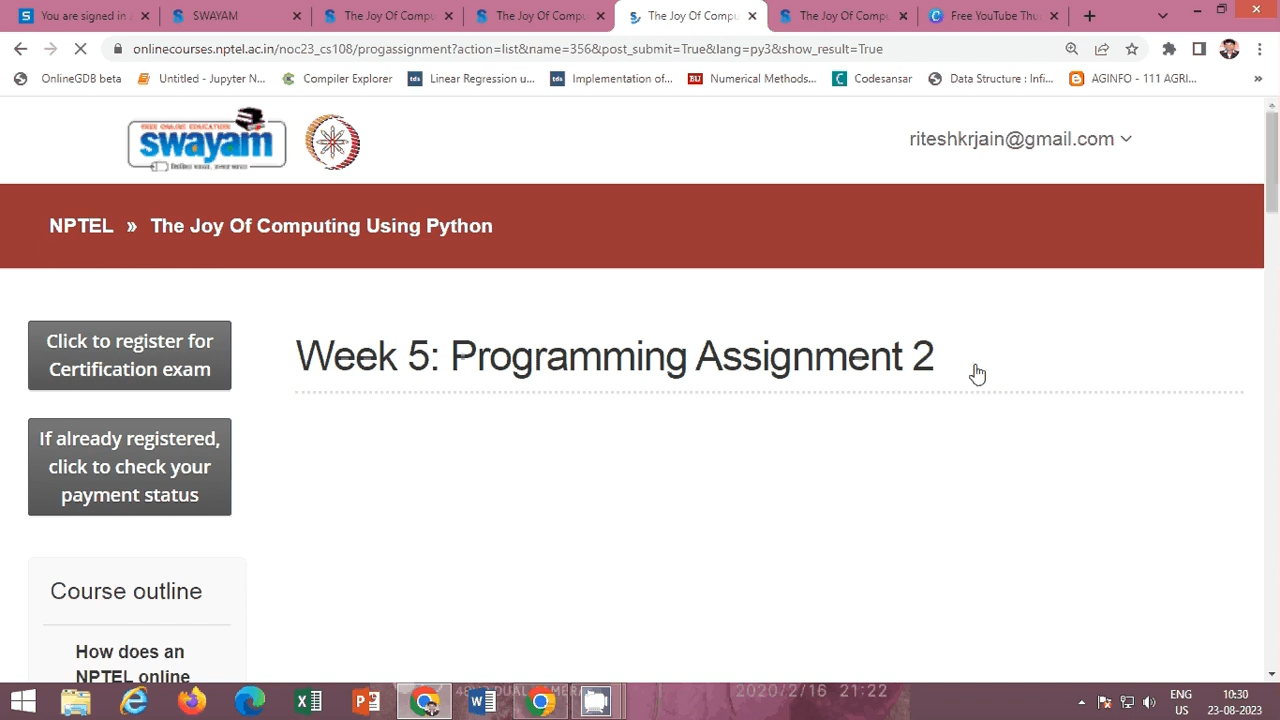 You are signed in a
SWAYAM
The Joy Of Compu
The Joy Of Compu
The Joy Of Compu
The Joy Of Compu
Free YouTube Thu
onlinecourses.nptel.ac.in/noc23_cs108/progassignment?action=list&name=356&post_submit=True&lang=py3&show_result=True
OnlineGDB beta
Untitled - Jupyter N...
Compiler Explorer
Linear Regression u...
Implementation of...
Numerical Methods...
Codesansar
Data Structure : Infi...
AGINFO - 111 AGRI...
»
FREE ONLINE EDUCATION
swayam
riteshkrjain@gmail.com
NPTEL » The Joy Of Computing Using Python
Click to register for
Certification exam
Week 5: Programming Assignment 2
If already registered,
click to check your
payment status
Course outline
How does an
NPTEL online
2020/2/16 21:22
ENG
US
10:30
23-08-2023